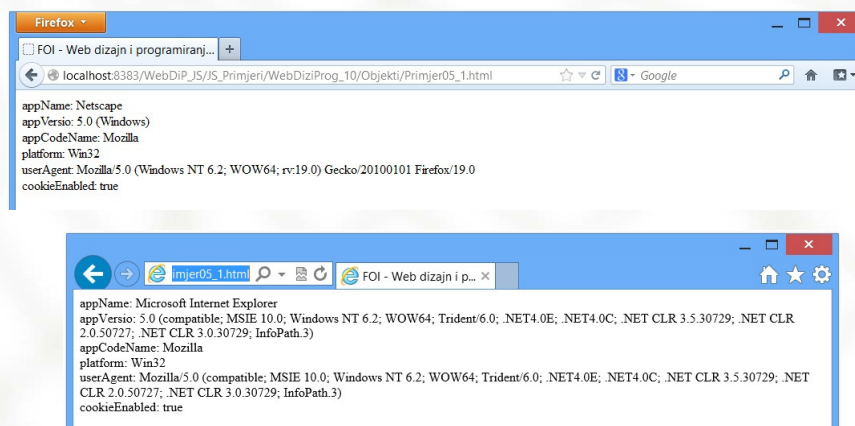 Firefox
FOI - Web dizajn i programiranj...
localhost:8383/WebDiP_JS/JS_Primjeri/WebDiziProg_10/Objekti/Primjer05_1.html
Google
appName: Netscape
appVersio: 5.0 (Windows)
appCodeName: Mozilla
platform: Win32
userAgent: Mozilla/5.0 (Windows NT 6.2; WOW64; rv:19.0) Gecko/20100101 Firefox/19.0
cookieEnabled: true
imjer05_1.html
FOI - Web dizajn i p...
appName: Microsoft Internet Explorer
appVersio: 5.0 (compatible; MSIE 10.0; Windows NT 6.2; WOW64; Trident/6.0; .NET4.0E; .NET4.0C; .NET CLR 3.5.30729; .NET CLR
2.0.50727; .NET CLR 3.0.30729; InfoPath.3)
appCodeName: Mozilla
platform: Win32
userAgent: Mozilla/5.0 (compatible; MSIE 10.0; Windows NT 6.2; WOW64; Trident/6.0; .NET4.0E; .NET4.0C; .NET CLR 3.5.30729; .NET
CLR 2.0.50727; .NET CLR 3.0.30729; InfoPath.3)
cookieEnabled: true